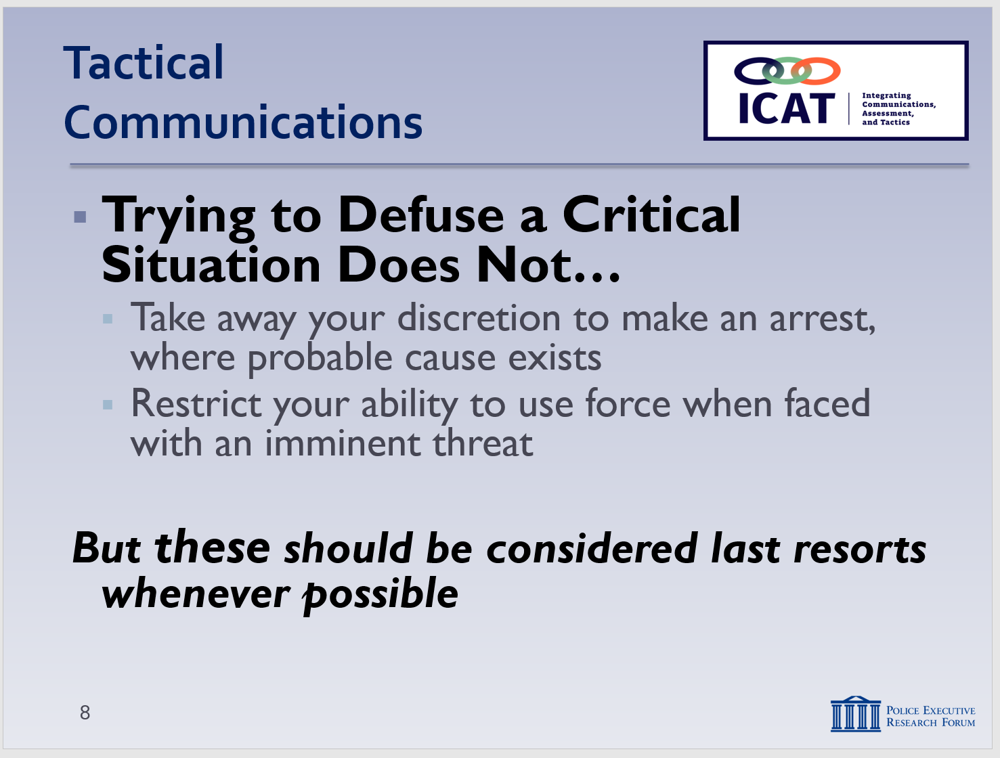 Tactical
Communications
ICAT
Integrating
Communications,
Assessment,
and Tactics
Trying to Defuse a Critical
Situation Does Not…
Take away your discretion to make an arrest,
where probable cause exists
Restrict your ability to use force when faced
with an imminent threat
But these should be considered last resorts
whenever possible
8
POLICE EXECUTIVE
RESEARCH FORUM